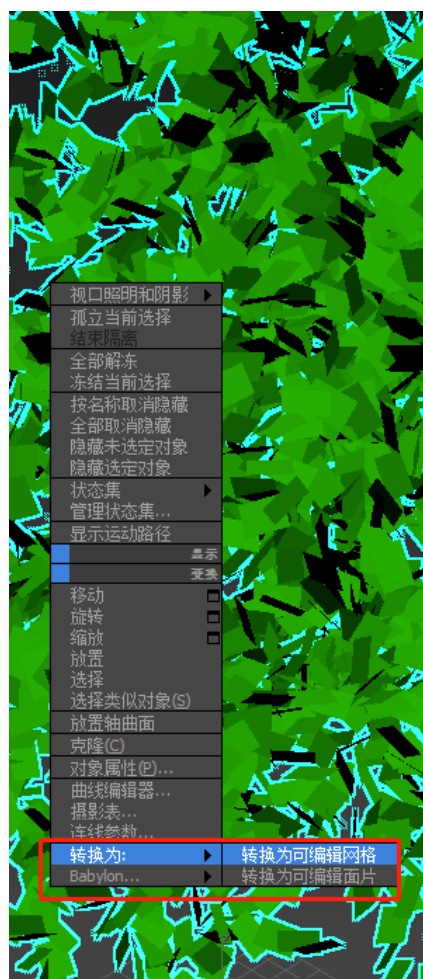 视口照明和阴影
孤立当前选择
结束隔离
全部解冻
冻结当前选择
按名称取消隐藏
全部取消隐藏
隐藏未选定对象
隐藏选定对象
状态集
管理状态集...
显示运动路径
显示
变换
移动
旋转
缩放
放置
选择
选择类似对象(S)
放置轴曲面
克隆(C)
对象属性(P)...
曲线编辑器...
摄影表...
连线参数...
转换为: 转换为可编辑网格
Babylon... 转换为可编辑面片